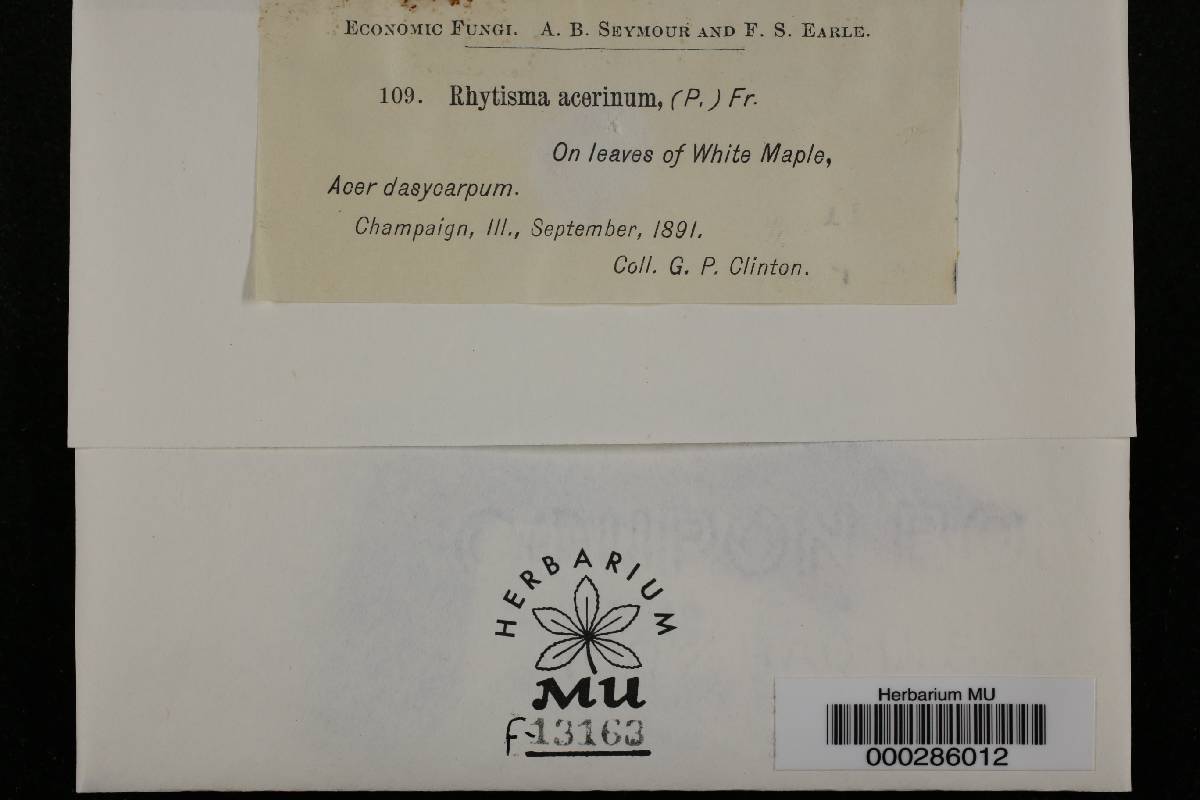 ECONOMIC FUNGI. A. B. SEYMOUR AND F. S. EARLE.
109. Rhytisma acerinum, (P.) Fr.
On leaves of White Maple,
Acer dasycarpum.
Champaign, Ill., September, 1891.
Coll. G. P. Clinton.
HERBARIUM
MU
F-13163
Herbarium MU
000286012